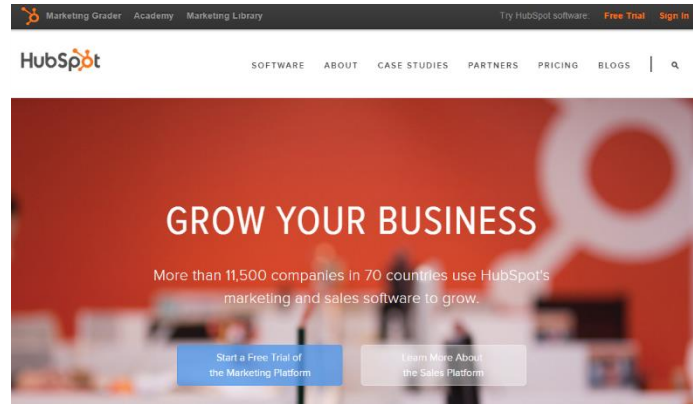 Marketing Grader Academy Marketing Library Try HubSpot software: Free Trial Sign In
HubSpot SOFTWARE ABOUT CASE STUDIES PARTNERS PRICING BLOGS
GROW YOUR BUSINESS
More than 11,500 companies in 70 countries use HubSpot's
marketing and sales software to grow.
Start a Free Trial of
the Marketing Platform
Learn More About
the Sales Platform